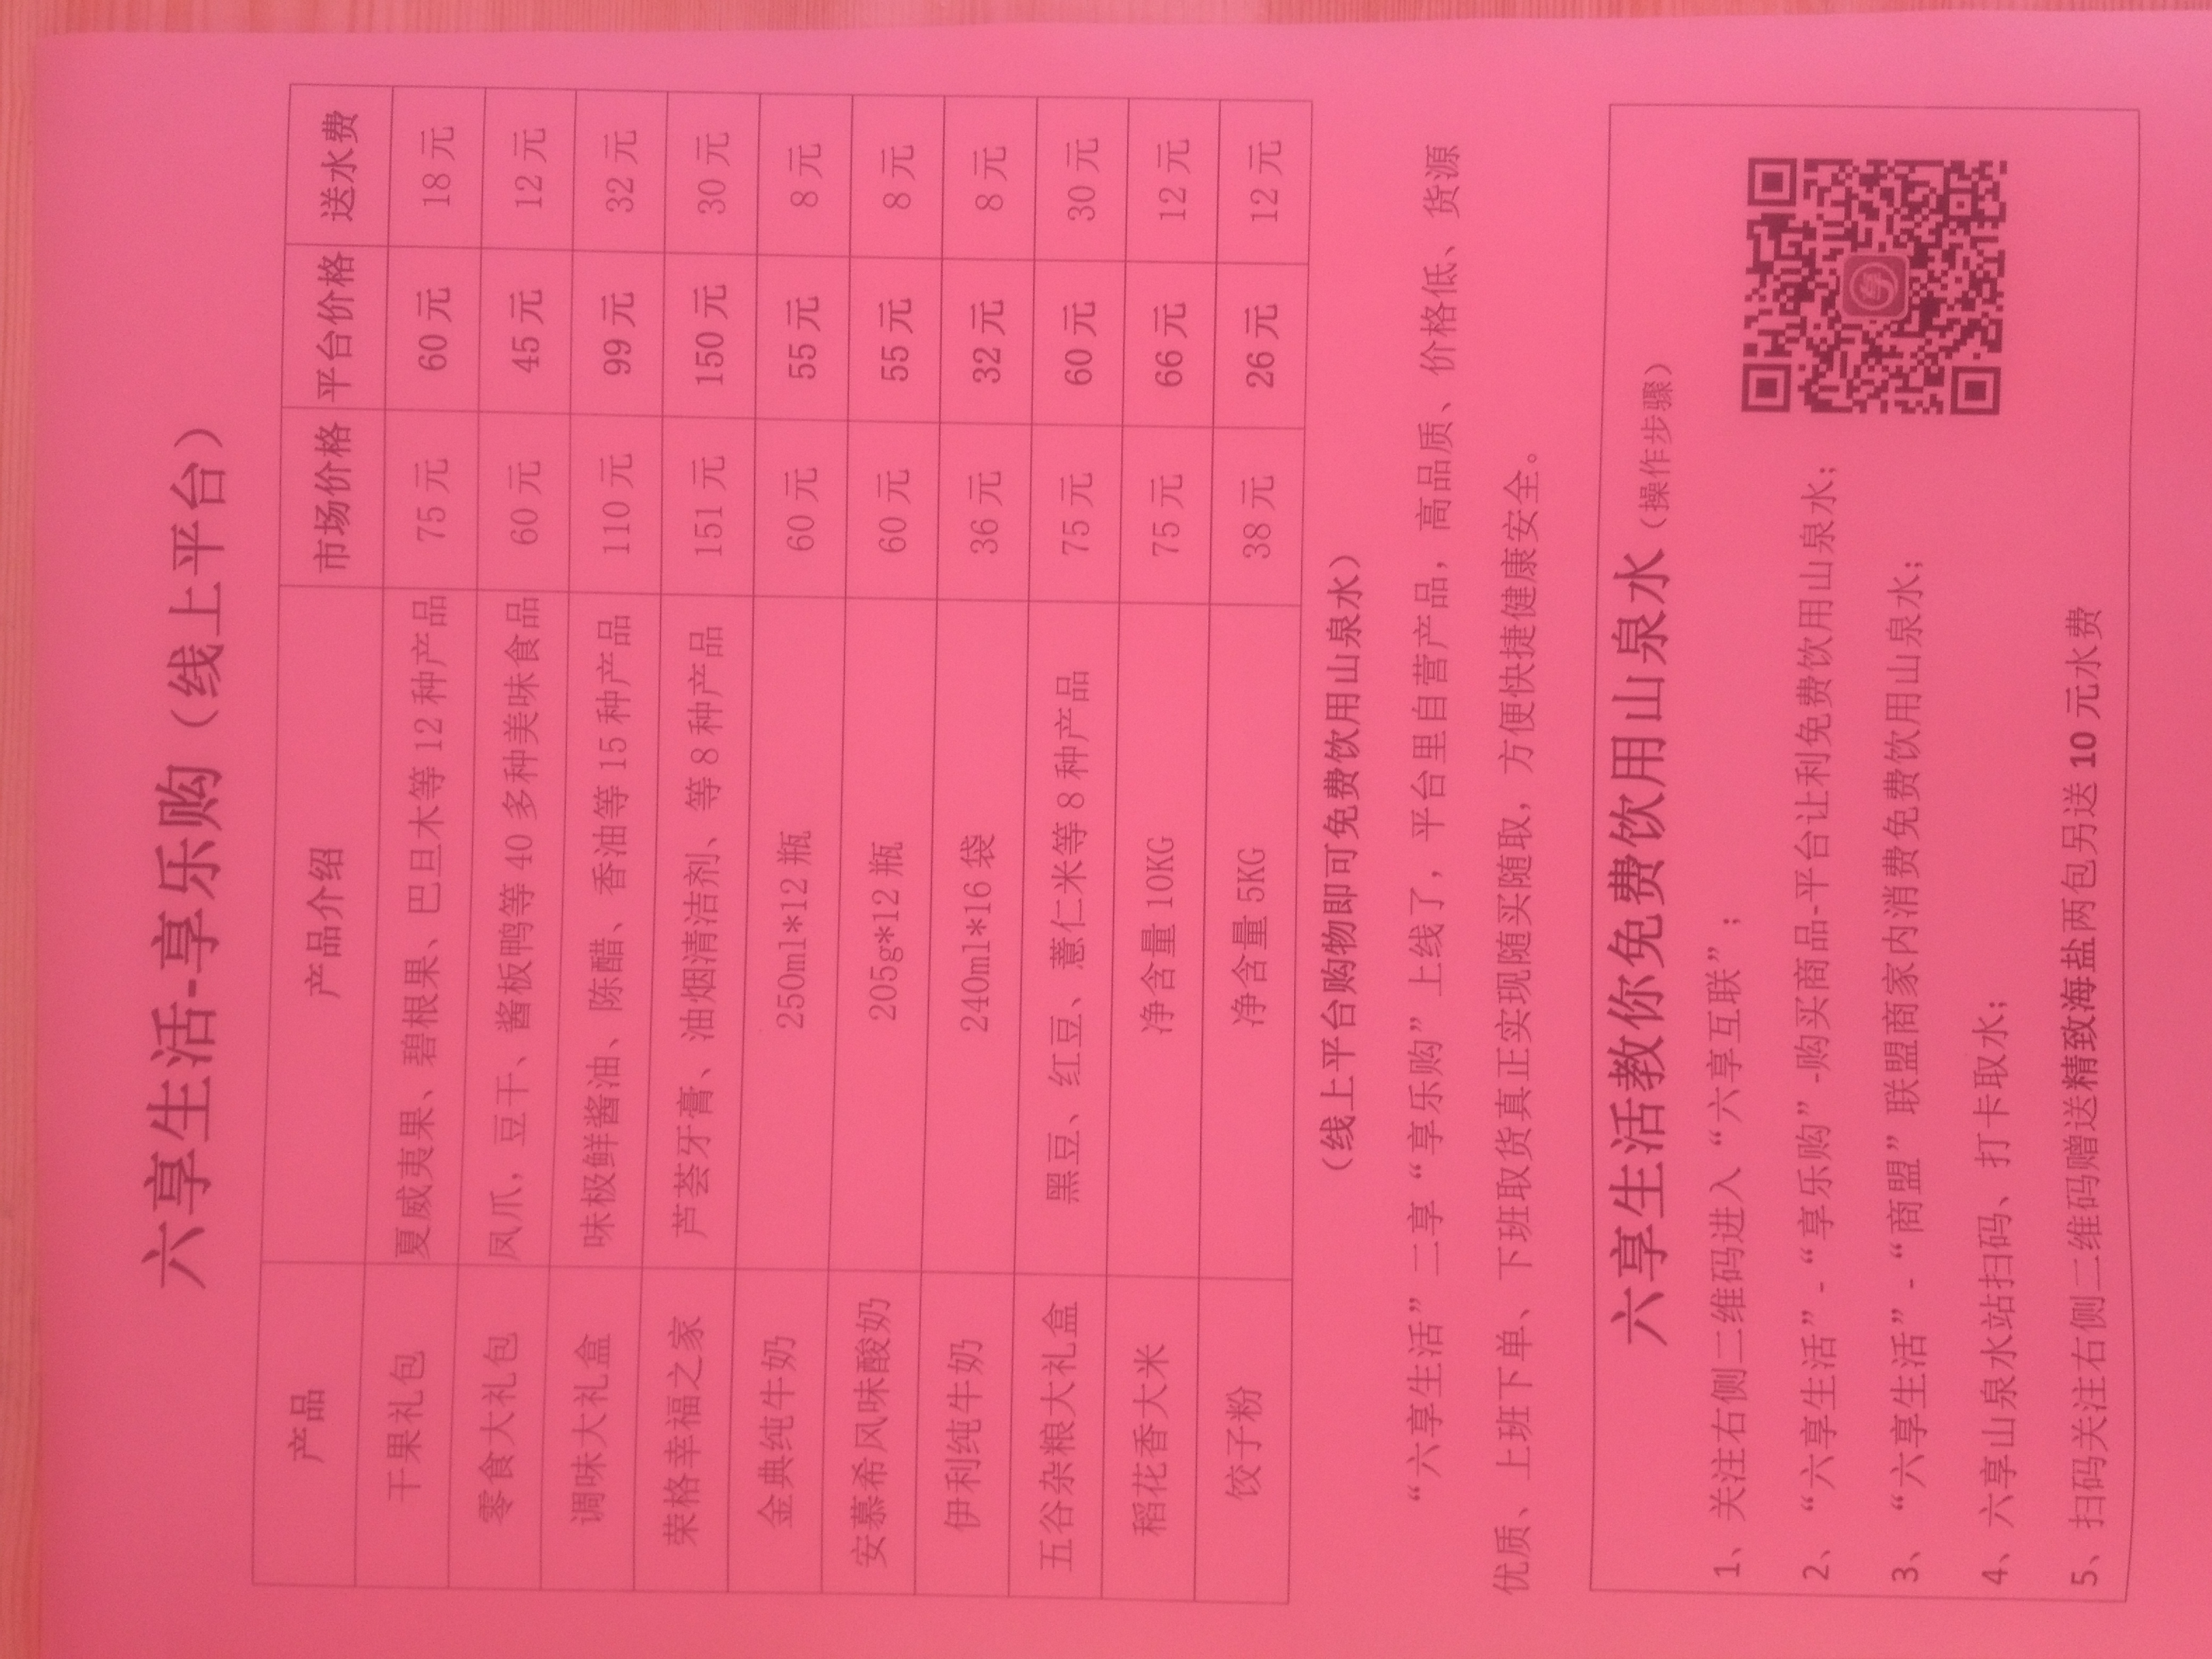 六享生活-享乐购（线上平台）
产品 产品介绍 市场价格 平台价格 送水费
干果礼包 夏威夷果、碧根果、巴旦木等 12 种产品 75 元 60 元 18 元
零食大礼包 凤爪，豆干、酱板鸭等 40 多种美味食品 60 元 45 元 12 元
调味大礼盒 味极鲜酱油、陈醋、香油等 15 种产品 110 元 99 元 32 元
荣格幸福之家 芦荟牙膏、油烟清洁剂、等 8 种产品 151 元 150 元 30 元
金典纯牛奶 250ml*12 瓶 60 元 55 元 8 元
安慕希风味酸奶 205g*12 瓶 60 元 55 元 8 元
伊利纯牛奶 240ml*16 袋 36 元 32 元 8 元
五谷杂粮大礼盒 黑豆、红豆、薏仁米等 8 种产品 75 元 60 元 30 元
稻花香大米 净含量 10KG 75 元 66 元 12 元
饺子粉 净含量 5KG 38 元 26 元 12 元
（线上平台购物即可免费饮用山泉水）
“六享生活”二享“享乐购”上线了，平台里自营产品，高品质、价格低、货源
优质、上班下单、下班取货真正实现随买随取，方便快捷健康安全。
六享生活教你免费饮用山泉水（操作步骤）
1、关注右侧二维码进入“六享互联”；
2、“六享生活”-“享乐购”-购买商品-平台让利免费饮用山泉水；
3、“六享生活”-“商盟”联盟商家内消费免费饮用山泉水；
4、六享山泉水站扫码、打卡取水；
5、扫码关注右侧二维码赠送精致海盐两包另送 10 元水费